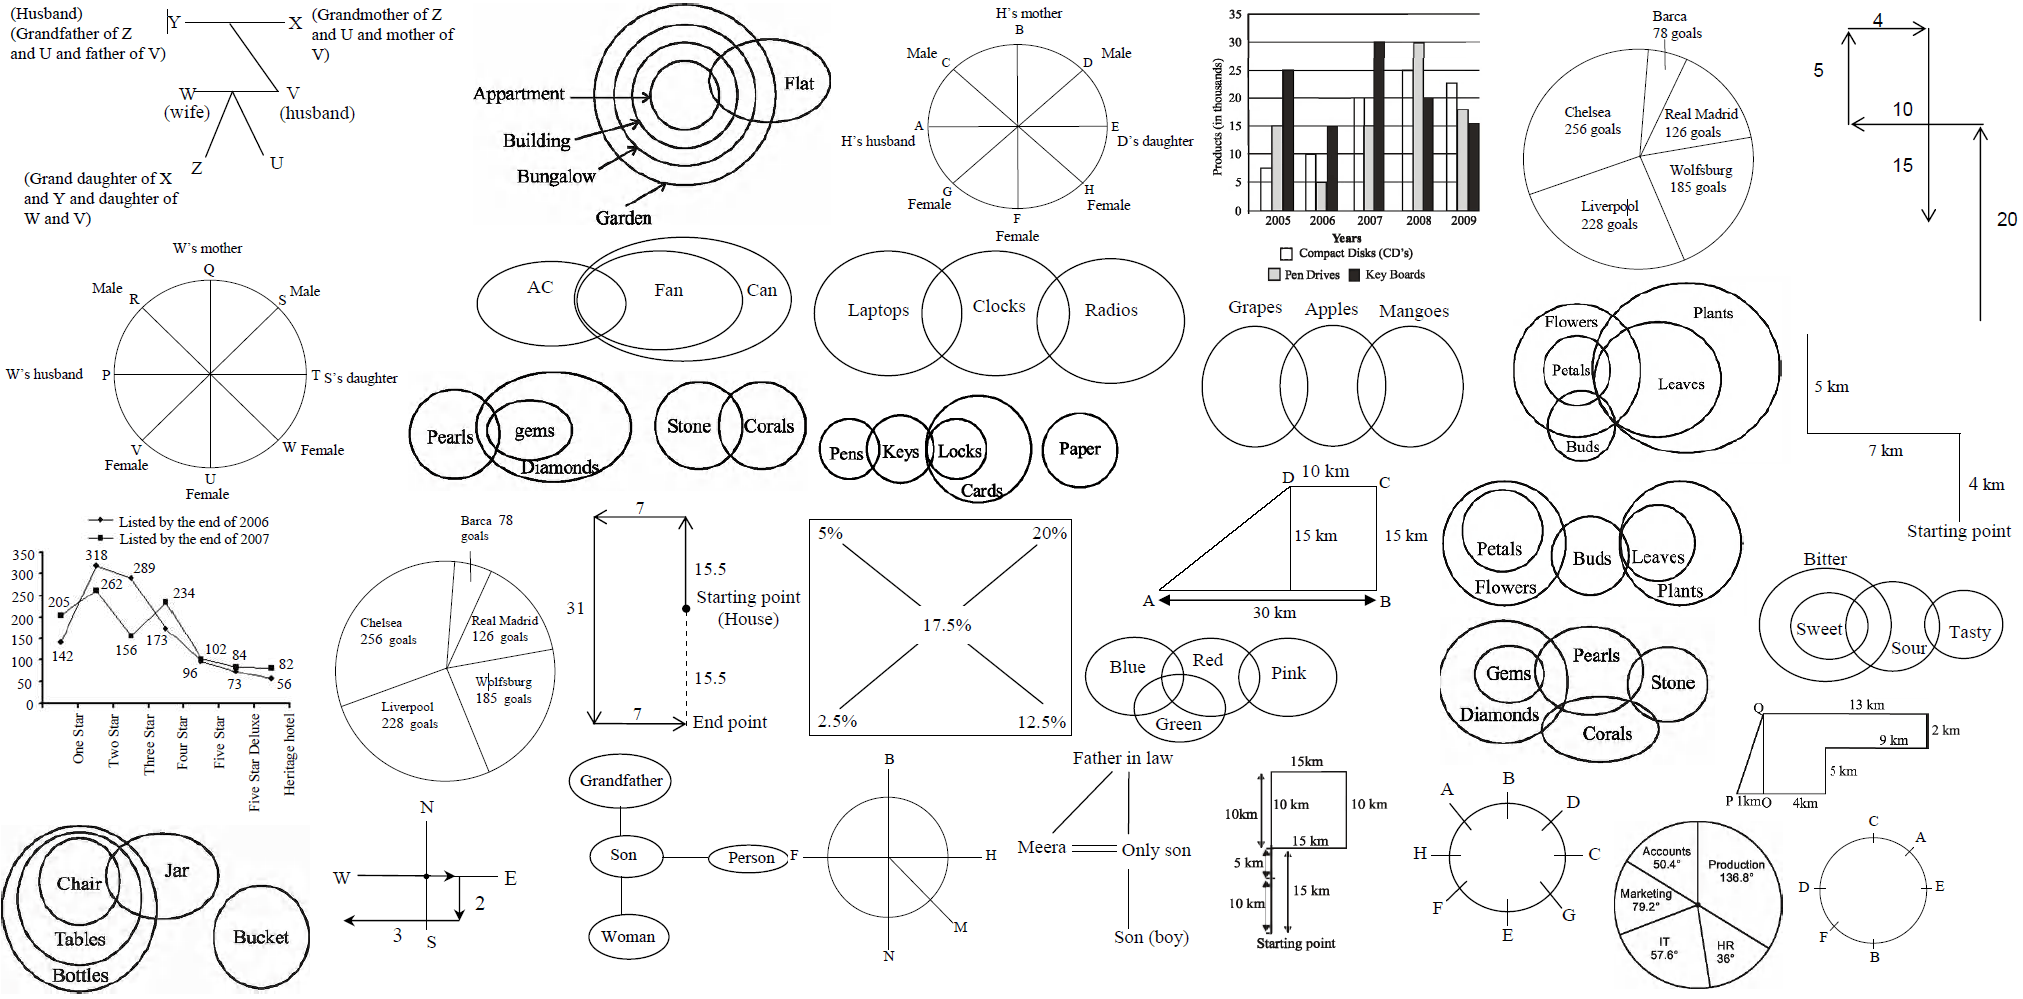 (Husband)
(Grandfather of Z
and U and father of V)
Y
X
(Grandmother of Z
and U and mother of
V)
W
(wife)
V
(husband)
Z
U
(Grand daughter of X
and Y and daughter of
W and V)
Appartment
Building
Bungalow
Garden
Flat
H's mother
B
Male
C
D
Male
A
H's husband
E
D's daughter
G
Female
H
Female
F
Female
Products (in thousands)
35
30
25
20
15
10
5
0
2005
2006
2007
2008
2009
Years
Compact Disks (CD's)
Pen Drives
Key Boards
Barca
78 goals
Chelsea
256 goals
Real Madrid
126 goals
Wolfsburg
185 goals
Liverpool
228 goals
4
5
10
15
20
W's mother
Q
Male
R
S
Male
W's husband
P
T
S's daughter
V
Female
W
Female
U
Female
AC
Fan
Can
Laptops
Clocks
Radios
Grapes
Apples
Mangoes
Flowers
Plants
Petals
Leaves
Buds
5 km
7 km
4 km
Starting point
Pearls
gems
Diamonds
Stone
Corals
Pens
Keys
Locks
Cards
Paper
D
10 km
C
15 km
15 km
A
B
30 km
Petals
Flowers
Buds
Leaves
Plants
Bitter
Sweet
Sour
Tasty
Listed by the end of 2006
Listed by the end of 2007
350
300
250
200
150
100
50
0
318
289
262
205
234
142
156
173
96
102
84
73
82
56
One Star
Two Star
Three Star
Four Star
Five Star
Five Star Deluxe
Heritage hotel
Barca 78
goals
Chelsea
256 goals
Real Madrid
126 goals
Wolfsburg
185 goals
Liverpool
228 goals
7
15.5
31
Starting point
(House)
15.5
7
End point
5%
20%
17.5%
2.5%
12.5%
Blue
Red
Pink
Green
Gems
Pearls
Stone
Diamonds
Corals
Q
13 km
2 km
9 km
5 km
P
1km
O
4km
Chair
Tables
Bottles
Jar
Bucket
N
W
E
2
3
S
Grandfather
Son
Person
Woman
B
F
H
M
N
Father in law
Meera
Only son
Son (boy)
15km
10km
10 km
10 km
15 km
5 km
15 km
10 km
Starting point
A
B
D
H
C
F
G
E
Accounts
50.4°
Production
136.8°
Marketing
79.2°
IT
57.6°
HR
36°
C
A
D
E
F
B